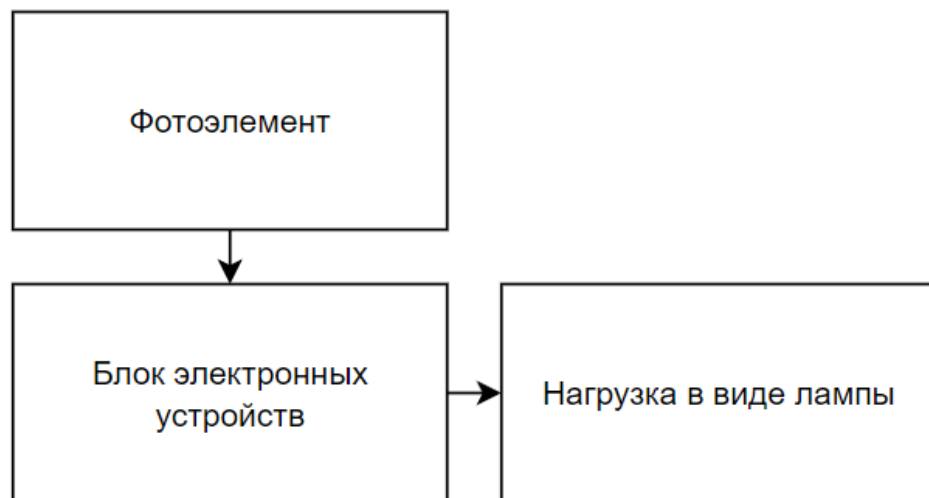 Фотоэлемент
Блок электронных
устройств
Нагрузка в виде лампы